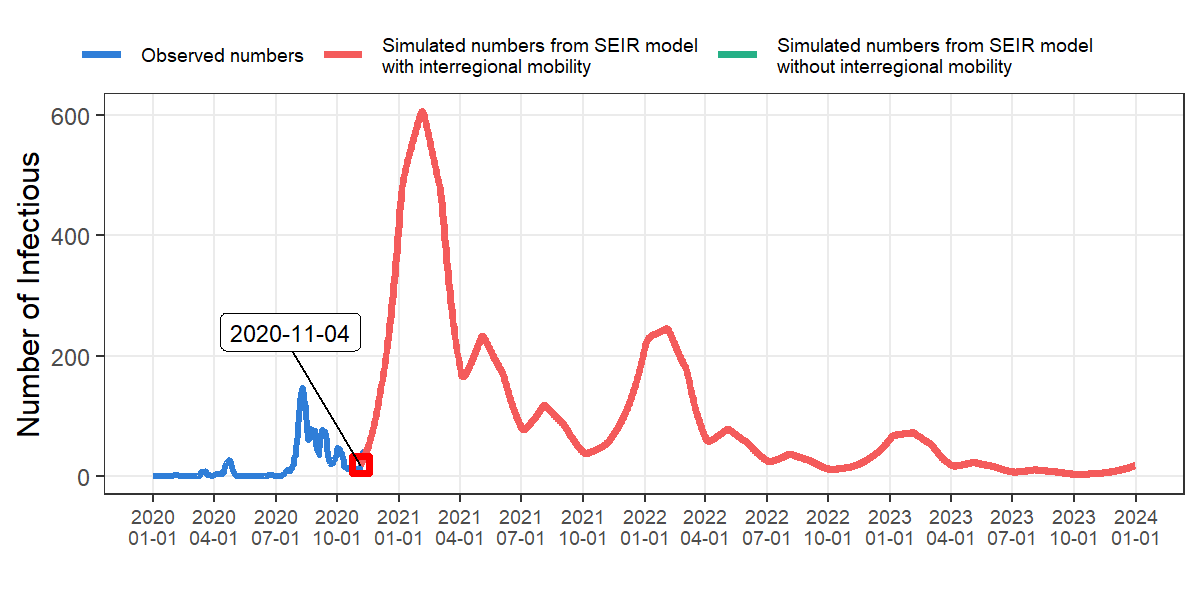 Observed numbers
Simulated numbers from SEIR model
with interregional mobility
Simulated numbers from SEIR model
without interregional mobility
Number of Infectious
600
400
200
0
2020-11-04
2020 2020 2020 2020 2021 2021 2021 2021 2022 2022 2022 2022 2023 2023 2023 2023 2024
01-01 04-01 07-01 10-01 01-01 04-01 07-01 10-01 01-01 04-01 07-01 10-01 01-01 04-01 07-01 10-01 01-01